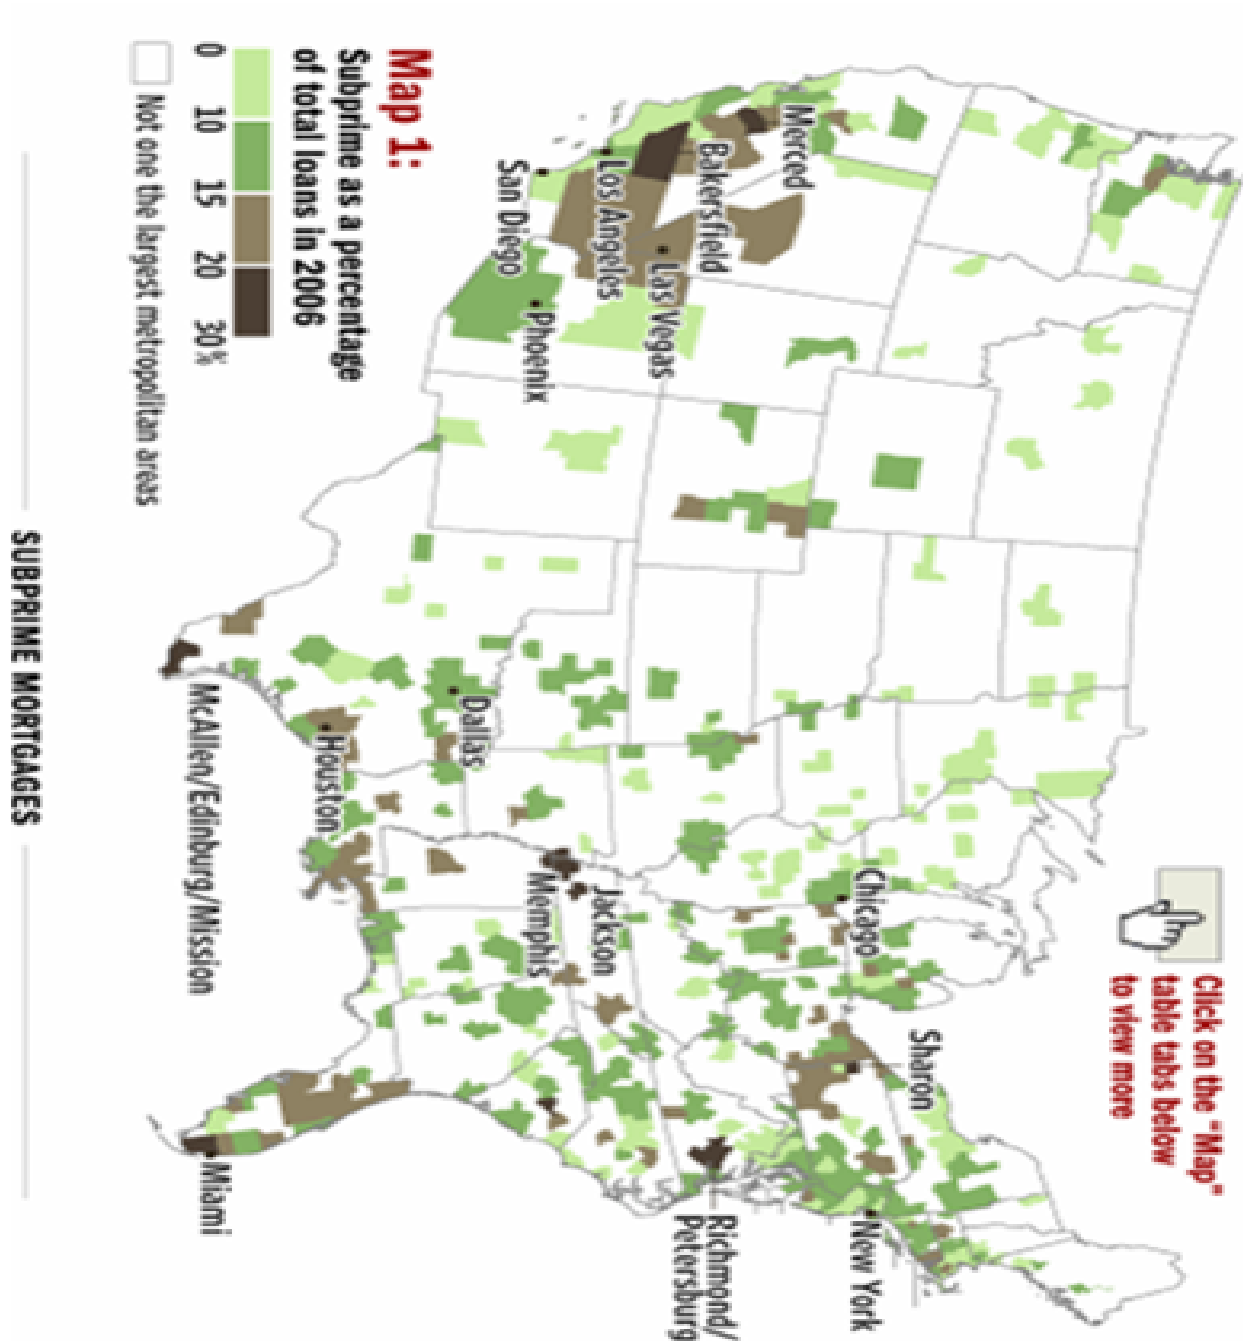 SUBPRIME MORTGAGES
Map 1:
Subprime as a percentage
of total loans in 2006
0 10 15 20 30%
Not one the largest metropolitan areas
Click on the "Map"
table tabs below
to view more
Merced
Bakersfield
Las Vegas
Los Angeles
San Diego
Phoenix
Dallas
Houston
McAllen/Edinburg/Mission
Chicago
Jackson
Memphis
Sharon
New York
Richmond/
Petersburg
Miami